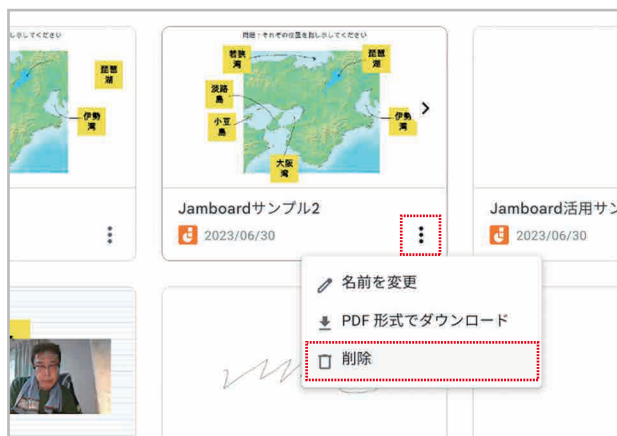 し示してください
問題：それぞの位置を指し示してください
琵琶
湖
伊勢
湾
若狭
湾
琵琶
湖
淡路
島
小豆
島
伊勢
湾
大阪
湾
Jamboardサンプル2
2023/06/30
Jamboard活用サン
2023/06/30
名前を変更
PDF 形式でダウンロード
削除